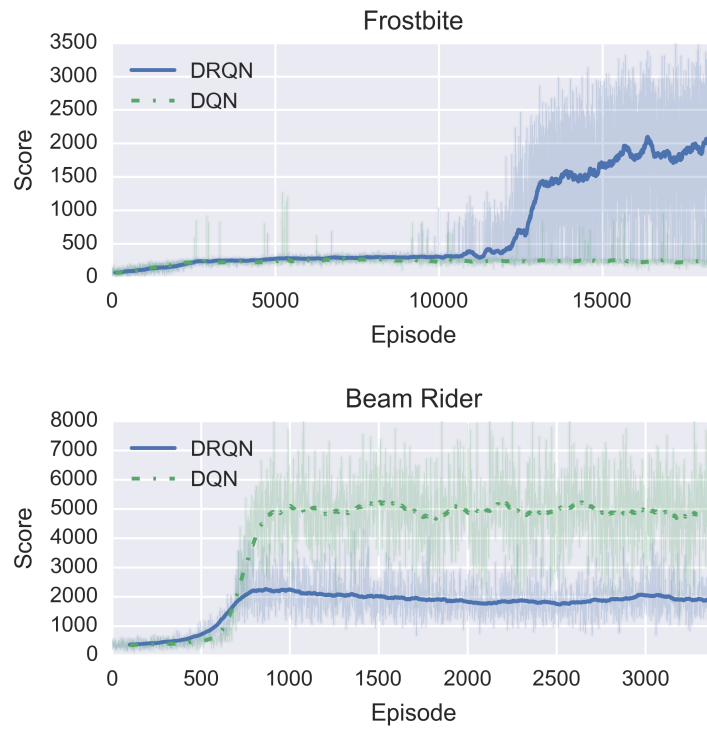 Frostbite
3500
3000
2500
2000
1500
1000
500
0
Score
DRQN
DQN
0 5000 10000 15000
Episode
Beam Rider
8000
7000
6000
5000
4000
3000
2000
1000
0
Score
DRQN
DQN
0 500 1000 1500 2000 2500 3000
Episode